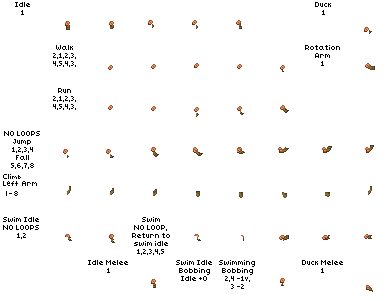 Idle
1
Duck
1
Walk
2,1,2,3,
4,5,4,3,
Rotation
Arm
1
Run
2,1,2,3,
4,5,4,3,
NO LOOPS
Jump
1,2,3,4
Fall
5,6,7,8
Climb
Left Arm
1-8
Swim Idle
NO LOOPS
1,2
Swim
NO LOOP,
Return to
swim idle
1,2,3,4,5
Swim Idle
Bobbing
Idle +0
Swimming
Bobbing
2,4 -1v,
3 -2
Idle Melee
1
Duck Melee
1